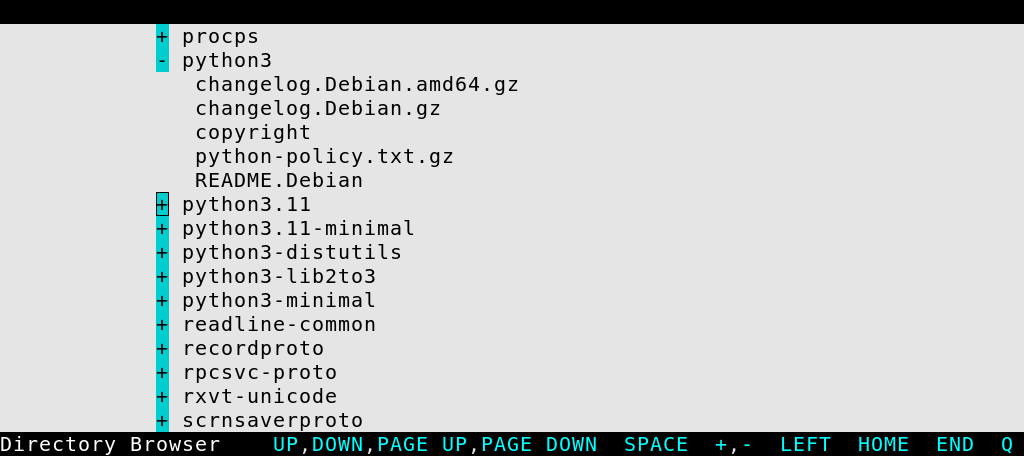 + procps
- python3
changelog.Debian.amd64.gz
changelog.Debian.gz
copyright
python-policy.txt.gz
README.Debian
+ python3.11
+ python3.11-minimal
+ python3-distutils
+ python3-lib2to3
+ python3-minimal
+ readline-common
+ recordproto
+ rpcsvc-proto
+ rxvt-unicode
+ scrnsaverproto
Directory Browser    UP,DOWN,PAGE UP,PAGE DOWN  SPACE  +,-  LEFT  HOME  END  Q